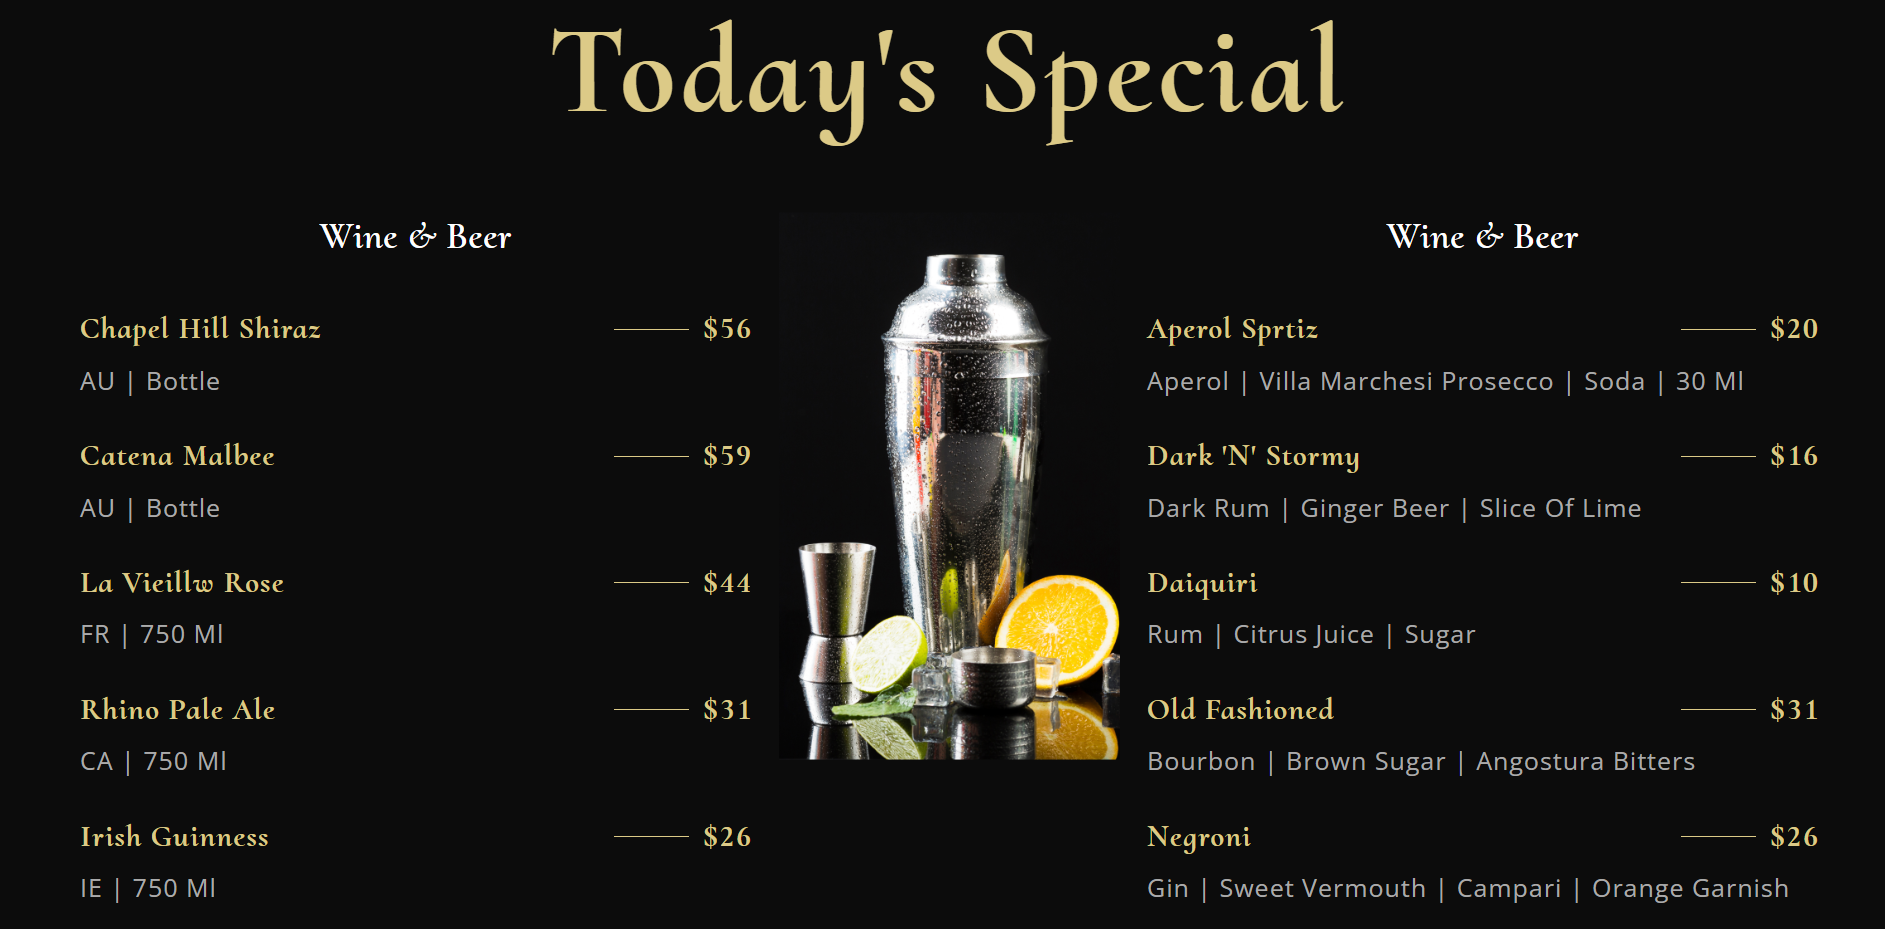 Today's Special
Wine & Beer
Chapel Hill Shiraz $56
AU | Bottle
Catena Malbee $59
AU | Bottle
La Vieillw Rose $44
FR | 750 Ml
Rhino Pale Ale $31
CA | 750 Ml
Irish Guinness $26
IE | 750 Ml
Wine & Beer
Aperol Sprtiz $20
Aperol | Villa Marchesi Prosecco | Soda | 30 Ml
Dark 'N' Stormy $16
Dark Rum | Ginger Beer | Slice Of Lime
Daiquiri $10
Rum | Citrus Juice | Sugar
Old Fashioned $31
Bourbon | Brown Sugar | Angostura Bitters
Negroni $26
Gin | Sweet Vermouth | Campari | Orange Garnish